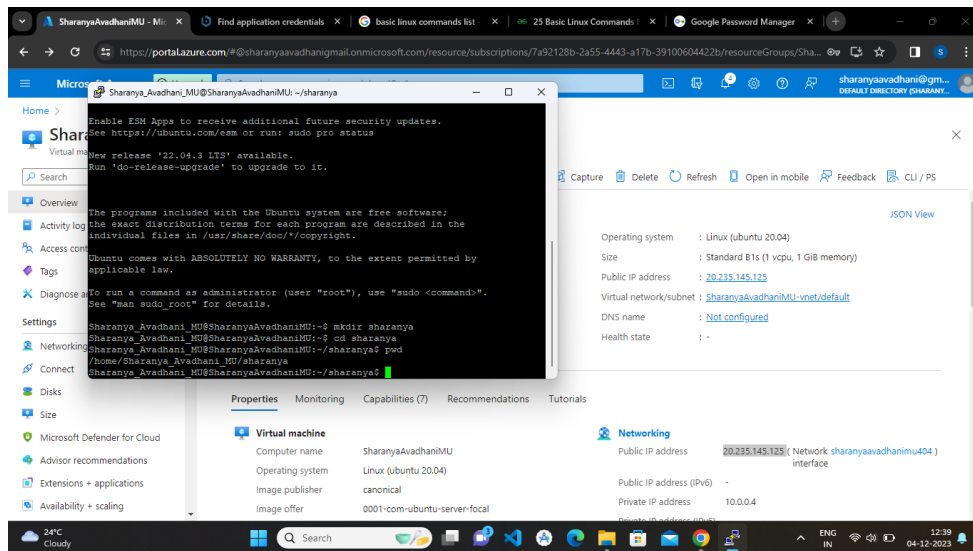 SharanyaAvadhaniMU - Mic
Find application credentials
basic linux commands list
25 Basic Linux Commands
Google Password Manager
https://portal.azure.com/#@sharanyaavadhanigmail.onmicrosoft.com/resource/subscriptions/7a92128b-2a55-4443-a17b-39100604422b/resourceGroups/Sha...
S
4
sharanyaavadhani@gm...
DEFAULT DIRECTORY (SHARANY...
Home >
Virtual ma
Search
Capture Delete Refresh Open in mobile Feedback CLI / PS
Overview
Activity log
Access cont
Tags
Diagnose a
Settings
Networking
Connect
Disks
Size
Microsoft Defender for Cloud
Advisor recommendations
Extensions + applications
Availability + scaling
Sharanya_Avadhani_MU@SharanyaAvadhaniMU: ~/sharanya
Enable ESM Apps to receive additional future security updates.
See https://ubuntu.com/esm or run: sudo pro status
New release '22.04.3 LTS' available.
Run 'do-release-upgrade' to upgrade to it.
The programs included with the Ubuntu system are free software;
the exact distribution terms for each program are described in the
individual files in /usr/share/doc/*/copyright.
Ubuntu comes with ABSOLUTELY NO WARRANTY, to the extent permitted by
applicable law.
To run a command as administrator (user "root"), use "sudo <command>".
See "man sudo_root" for details.
Sharanya_Avadhani_MU@SharanyaAvadhaniMU:~$ mkdir sharanya
Sharanya_Avadhani_MU@SharanyaAvadhaniMU:~$ cd sharanya
Sharanya_Avadhani_MU@SharanyaAvadhaniMU:~/sharanya$ pwd
/home/Sharanya_Avadhani_MU/sharanya
Sharanya_Avadhani_MU@SharanyaAvadhaniMU:~/sharanya$
JSON View
Operating system : Linux (ubuntu 20.04)
Size : Standard B1s (1 vcpu, 1 GiB memory)
Public IP address : 20.235.145.125
Virtual network/subnet : SharanyaAvadhaniMU-vnet/default
DNS name : Not configured
Health state : -
Properties Monitoring Capabilities (7) Recommendations Tutorials
Virtual machine
Computer name SharanyaAvadhaniMU
Operating system Linux (ubuntu 20.04)
Image publisher canonical
Image offer 0001-com-ubuntu-server-focal
Networking
Public IP address 20.235.145.125 ( Network sharanyaavadhanimu404 )
interface
Public IP address (IPv6) -
Private IP address 10.0.0.4
Private IP address (IPv6)
24°C
Cloudy
Search
ENG
IN
12:39
04-12-2023